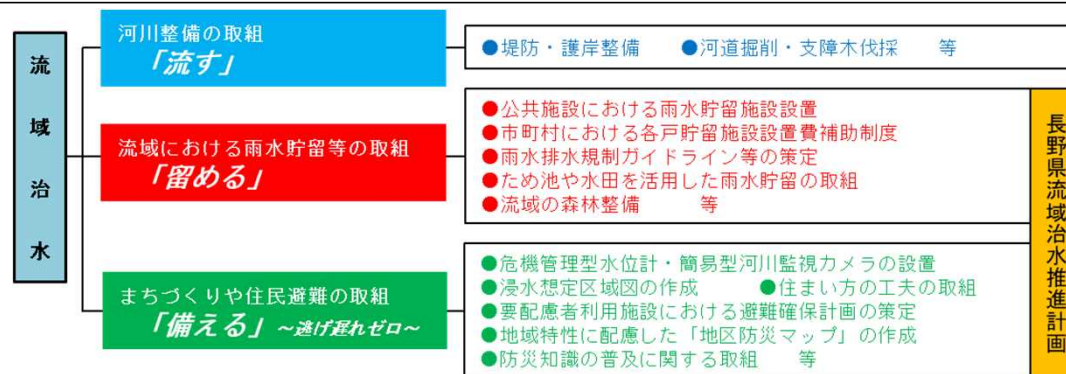 流域治水
河川整備の取組
「流す」
●堤防・護岸整備　●河道掘削・支障木伐採　等
流域における雨水貯留等の取組
「留める」
●公共施設における雨水貯留施設設置
●市町村における各戸貯留施設設置費補助制度
●雨水排水規制ガイドライン等の策定
●ため池や水田を活用した雨水貯留の取組
●流域の森林整備　等
まちづくりや住民避難の取組
「備える」～逃げ遅れゼロ～
●危機管理型水位計・簡易型河川監視カメラの設置
●浸水想定区域図の作成　●住まい方の工夫の取組
●要配慮者利用施設における避難確保計画の策定
●地域特性に配慮した「地区防災マップ」の作成
●防災知識の普及に関する取組　等
長野県流域治水推進計画